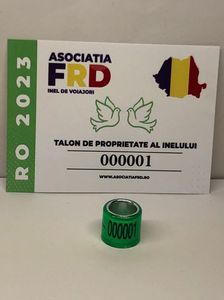 RO 2023
ASOCIATIA
FRD
INEL DE VOIAJORI
TALON DE PROPRIETATE AL INELULUI
000001
WWW.ASOCIATIAFRD.RO
000001